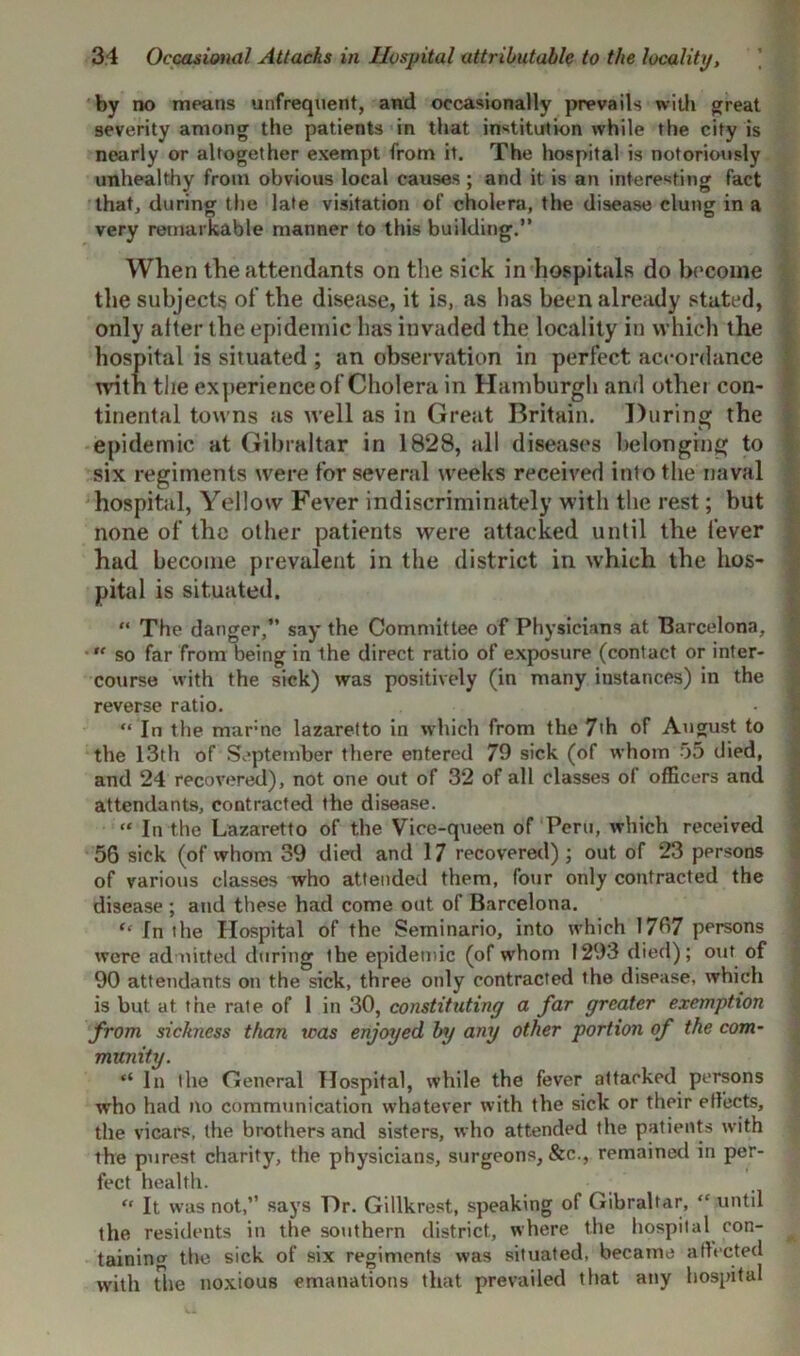 34 Occasional Attacks in Hospital attributable to the locality,
by no means unfrequent, and occasionally prevails with great
severity among the patients in that institution while the city is
nearly or altogether exempt from it. The hospital is notoriously
unhealthy from obvious local causes; and it is an interesting fact
that, during the late visitation of cholera, the disease clung in a
very remarkable manner to this building.”
When the attendants on the sick in hospitals do become
the subjects of the disease, it is, as has been already stated,
only after the epidemic has invaded the locality in which the
hospital is situated; an observation in perfect accordance
with the experience of Cholera in Hamburgh and other con-
tinental towns as well as in Great Britain. During the
epidemic at Gibraltar in 1828, all diseases belonging to
six regiments were for several weeks received into the naval
hospital, Yellow Fever indiscriminately with the rest; but
none of the other patients were attacked until the fever
had become prevalent in the district in which the hos-
pital is situated.
“ The danger,” say the Committee of Physicians at Barcelona,
“ so far from being in the direct ratio of exposure (contact or inter-
course with the sick) was positively (in many instances) in the
reverse ratio.
“ In the marine lazaretto in which from the 7th of August to
the 13th of September there entered 79 sick (of whom 55 died,
and 24 recovered), not one out of 32 of all classes of officers and
attendants, contracted the disease.
“ In the Lazaretto of the Vice-queen of Peru, which received
56 sick (of whom 39 died and 17 recovered); out of 23 persons
of various classes who attended them, four only contracted the
disease; and these had come out of Barcelona.
“ In the Hospital of the Seminario, into which 1767 persons
were admitted during the epidemic (of whom 1293 died); out of
90 attendants on the sick, three only contracted the disease, which
is but at the rate of 1 in 30, constituting a far greater exemption
from sickness than was enjoyed by any other portion of the com-
munity.
“ In the General Hospital, while the fever attacked persons
who had no communication whatever with the sick or their effects,
the vicars, the brothers and sisters, who attended the patients with
the purest charity, the physicians, surgeons, &c., remained in per-
fect health.
“ It was not,” says Dr. Gillkrest, speaking of Gibraltar, “ until
the residents in the southern district, where the hospital con-
taining the sick of six regiments was situated, became affected
with the noxious emanations that prevailed that any hospital